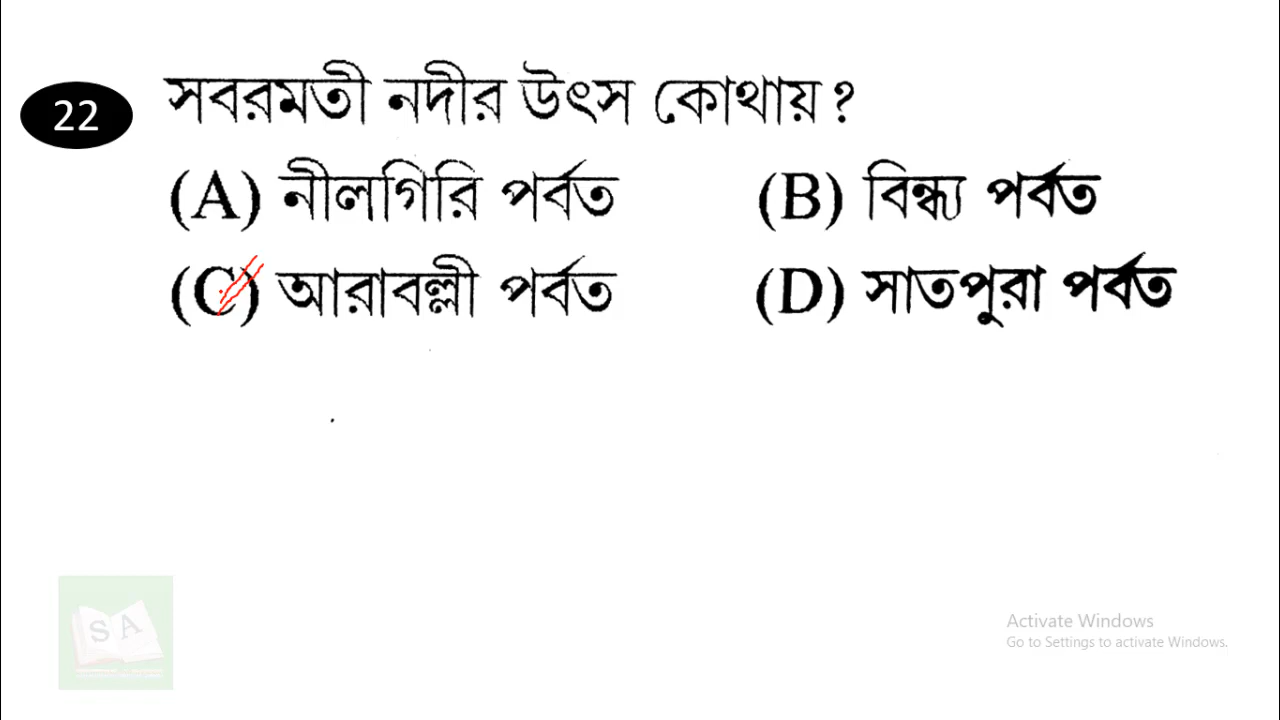 22 সবরমতী নদীর উৎস কোথায় ?
(A) নীলগিরি পর্বত (B) বিন্ধ্য পর্বত
(C) আরাবল্লী পর্বত (D) সাতপুরা পর্বত
S A
Activate Windows
Go to Settings to activate Windows.